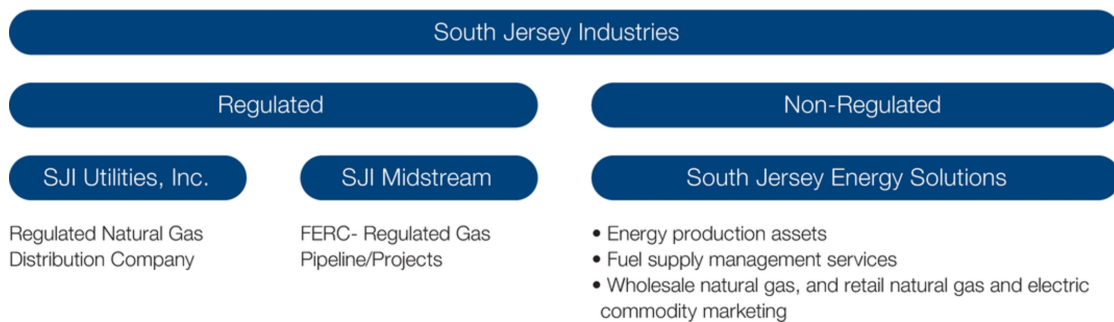 South Jersey Industries
Regulated
Non-Regulated
SJI Utilities, Inc.
SJI Midstream
South Jersey Energy Solutions
Regulated Natural Gas
Distribution Company
FERC- Regulated Gas
Pipeline/Projects
• Energy production assets
• Fuel supply management services
• Wholesale natural gas, and retail natural gas and electric
commodity marketing